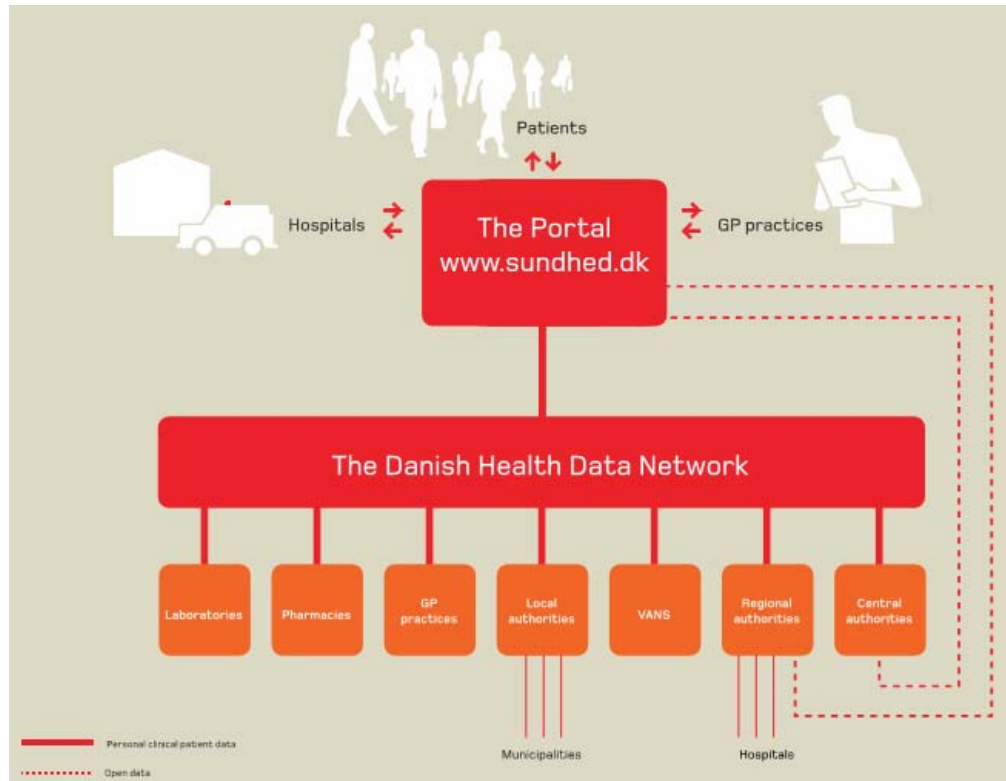 Patients
Hospitals
The Portal
www.sundhed.dk
GP practices
The Danish Health Data Network
Laboratories
Pharmacies
GP
practices
Local
authorities
VANS
Regional
authorities
Central
authorities
Municipalities
Hospitals
Personal clinical patient data
Open data